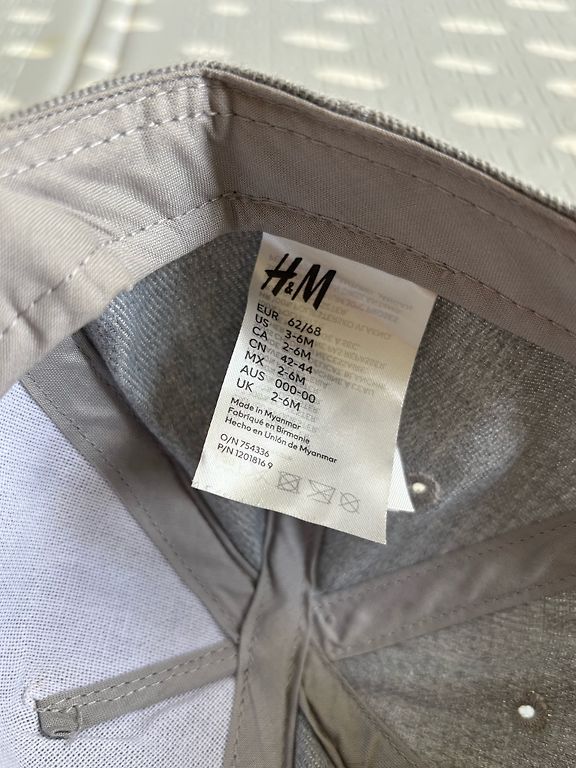 H&M
EUR 62/68
US 3-6M
CA 2-6M
CN 42-44
MX 2-6M
AUS 000-00
UK 2-6M
Made in Myanmar
Fabriqué en Birmanie
Hecho en Unión de Myanmar
O/N 754336
P/N 1201816 9